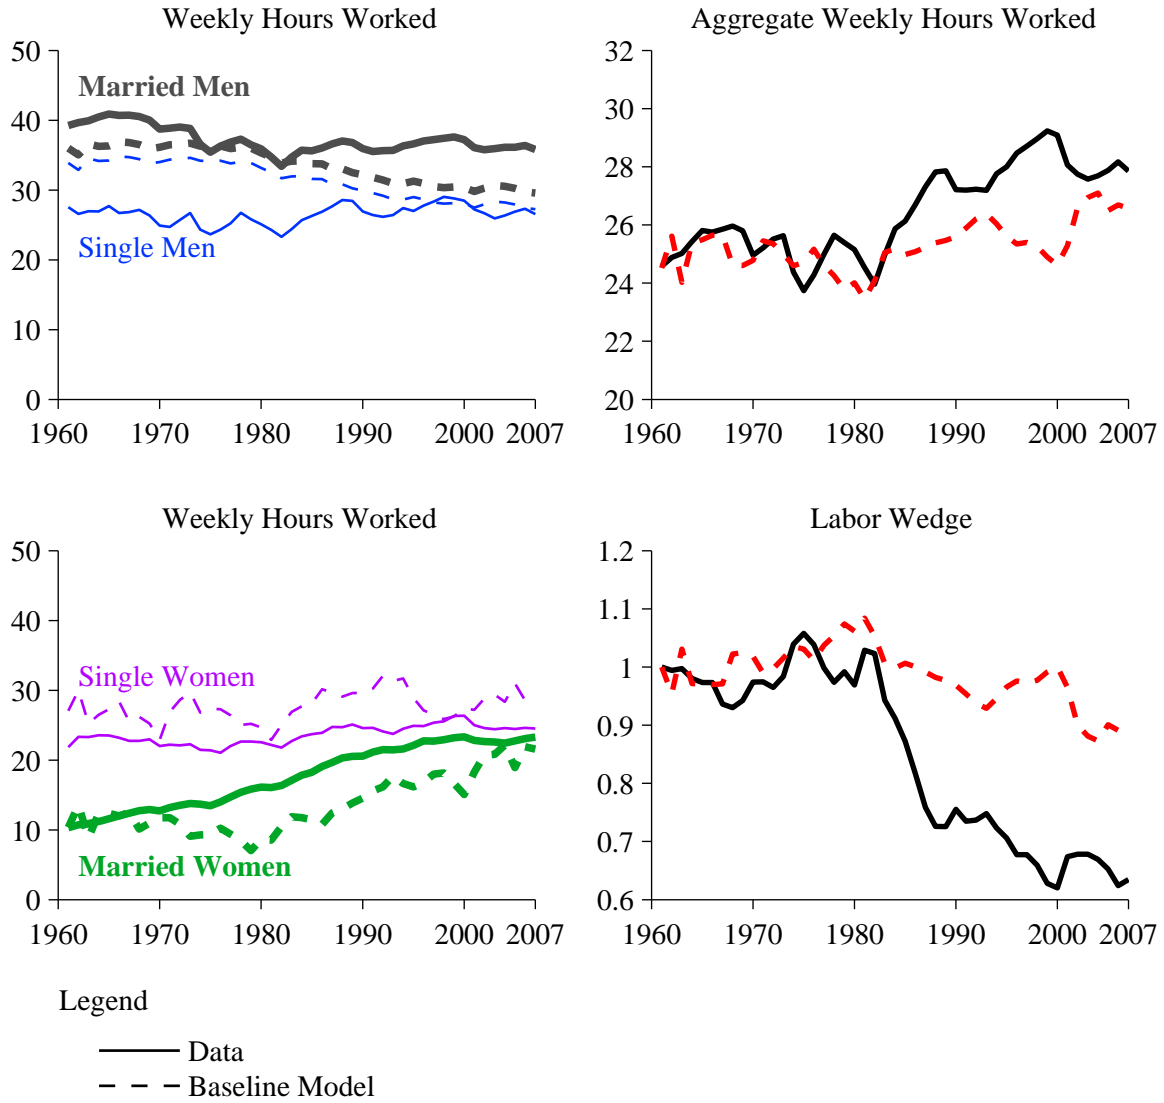 Weekly Hours Worked
50
40
30
20
10
0
Married Men
Single Men
1960 1970 1980 1990 2000 2007
Aggregate Weekly Hours Worked
32
30
28
26
24
22
20
1960 1970 1980 1990 2000 2007
Weekly Hours Worked
50
40
30
20
10
0
Single Women
Married Women
1960 1970 1980 1990 2000 2007
Labor Wedge
1.2
1.1
1
0.9
0.8
0.7
0.6
1960 1970 1980 1990 2000 2007
Legend
Data
Baseline Model